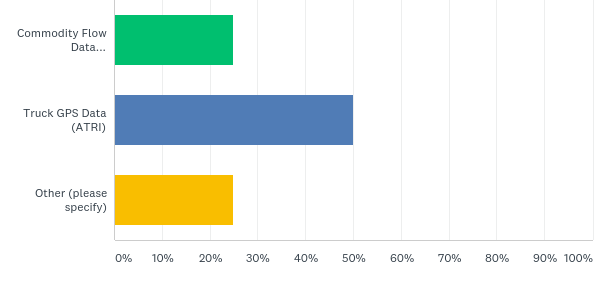 Commodity Flow
Data...
Truck GPS Data
(ATRI)
Other (please
specify)
0% 10% 20% 30% 40% 50% 60% 70% 80% 90% 100%